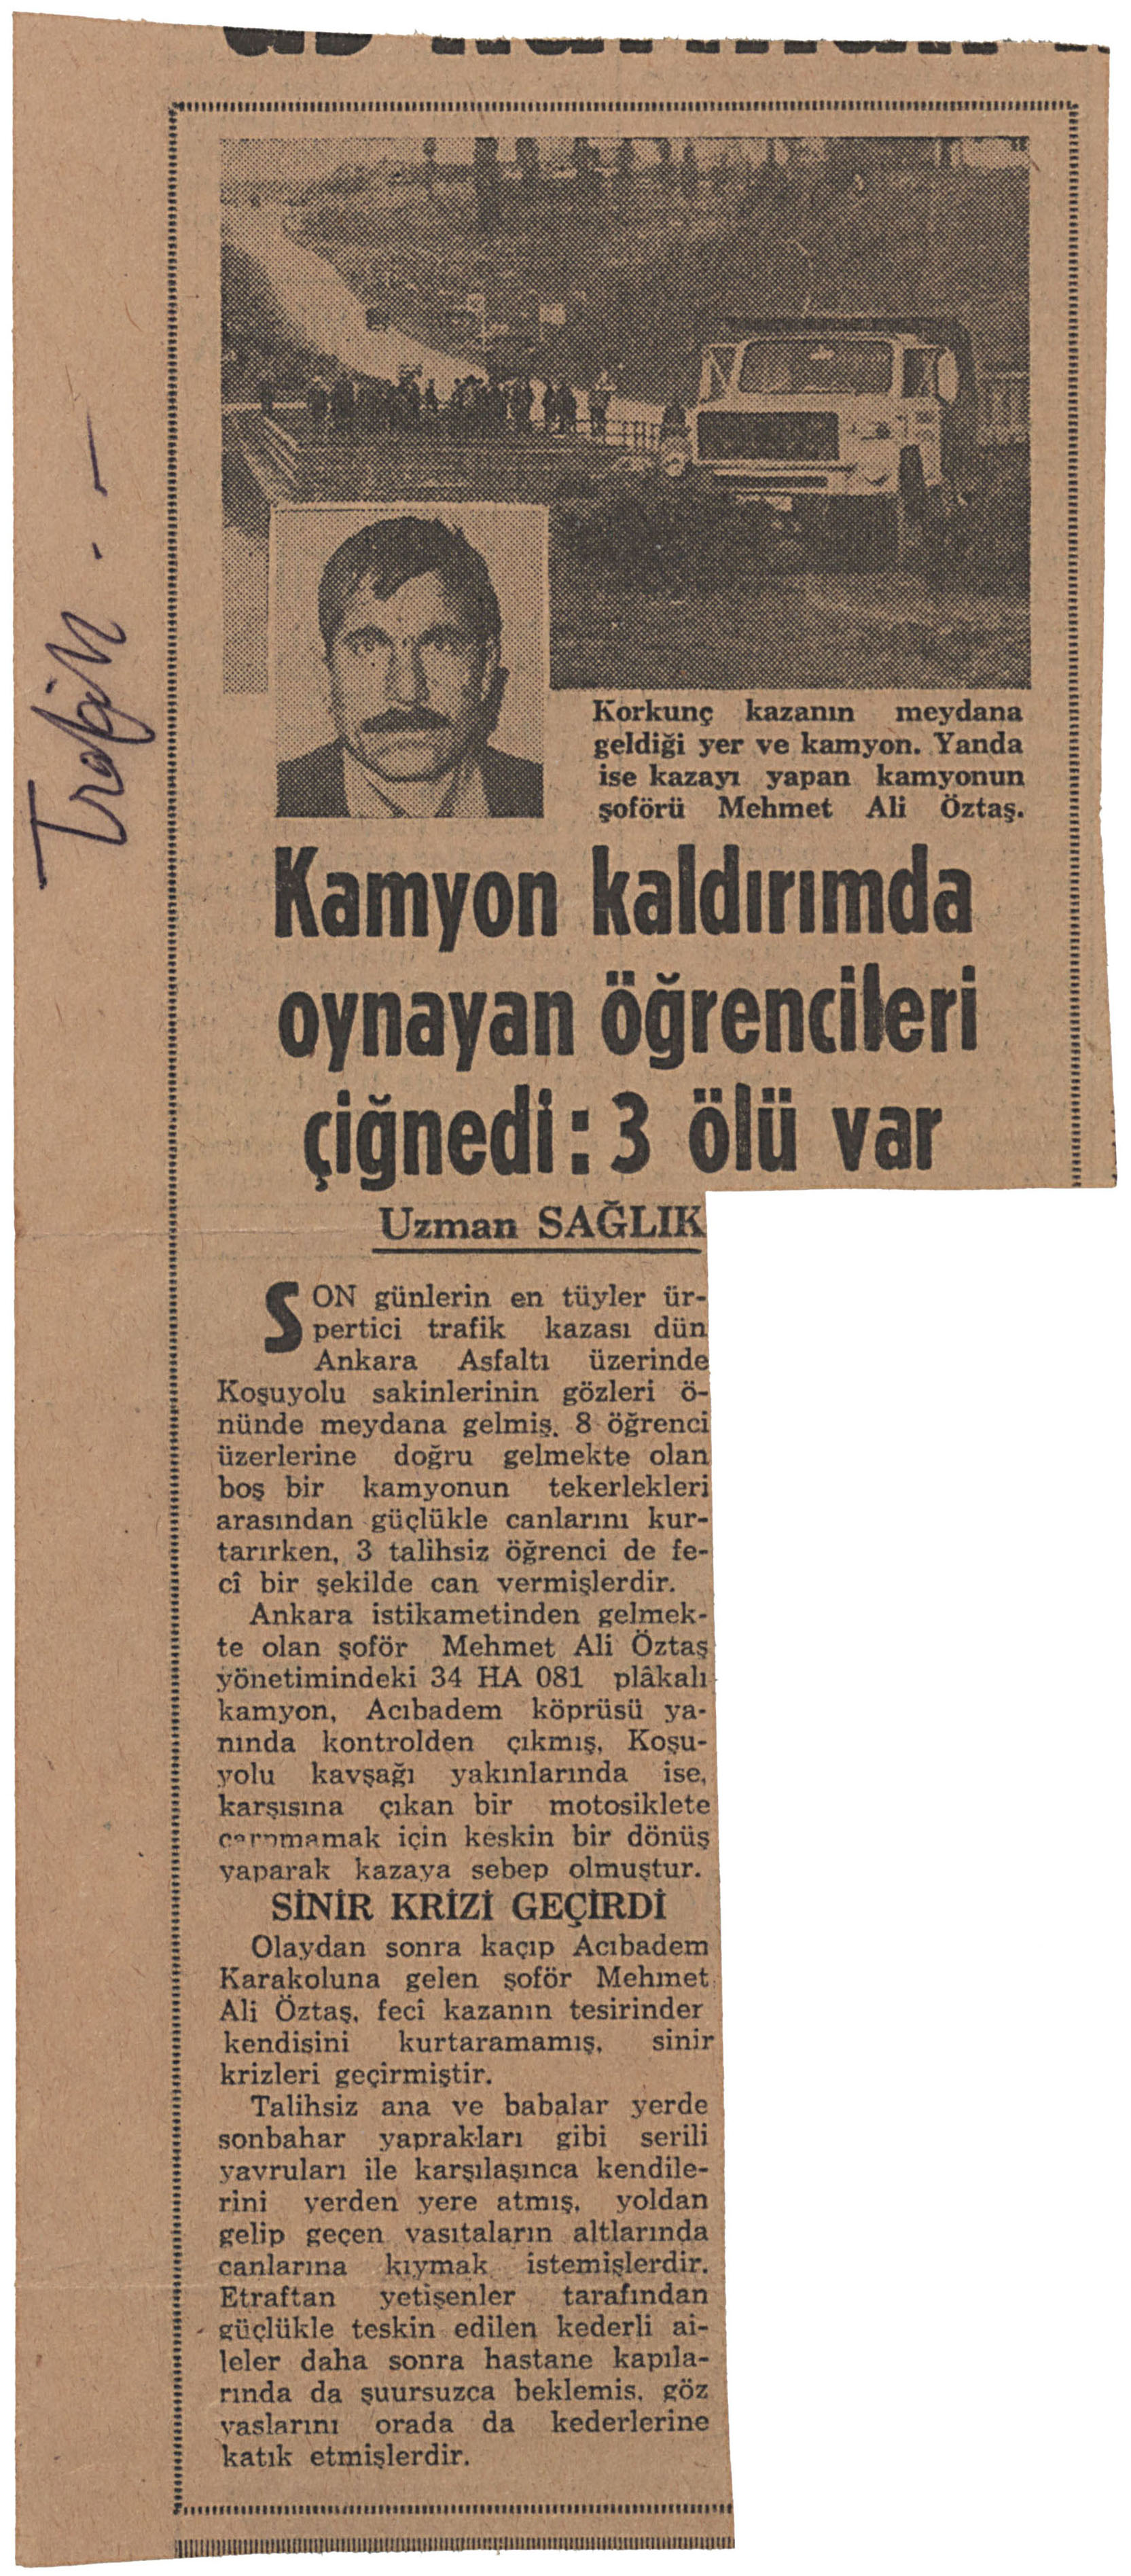 Trafik . -
Korkunç kazanın meydana
geldiği yer ve kamyon. Yanda
ise kazayı yapan kamyonun
şoförü Mehmet Ali Öztaş.
Kamyon kaldırımda
oynayan öğrencileri
çiğnedi: 3 ölü var
Uzman SAĞLIK
SON günlerin en tüyler ür-
pertici trafik kazası dün
Ankara Asfaltı üzerinde
Koşuyolu sakinlerinin gözleri ö-
nünde meydana gelmiş. 8 öğrenci
üzerlerine doğru gelmekte olan
boş bir kamyonun tekerlekleri
arasından güçlükle canlarını kur-
tarırken, 3 talihsiz öğrenci de fe-
cî bir şekilde can vermişlerdir.
Ankara istikametinden gelmek-
te olan şoför Mehmet Ali Öztaş
yönetimindeki 34 HA 081 plâkalı
kamyon, Acıbadem köprüsü ya-
nında kontrolden çıkmış, Koşu-
yolu kavşağı yakınlarında ise,
karşısına çıkan bir motosiklete
çarpmamak için keskin bir dönüş
yaparak kazaya sebep olmuştur.
SİNİR KRİZİ GEÇİRDİ
Olaydan sonra kaçıp Acıbadem
Karakoluna gelen şoför Mehmet
Ali Öztaş, fecî kazanın tesirinder
kendisini kurtaramamış, sinir
krizleri geçirmiştir.
Talihsiz ana ve babalar yerde
sonbahar yaprakları gibi serili
yavruları ile karşılaşınca kendile-
rini yerden yere atmış, yoldan
gelip geçen vasıtaların altlarında
canlarına kıymak istemişlerdir.
Etraftan yetişenler tarafından
güçlükle teskin edilen kederli ai-
leler daha sonra hastane kapıla-
rında da şuursuzca beklemis, göz
yaslarını orada da kederlerine
katık etmişlerdir.